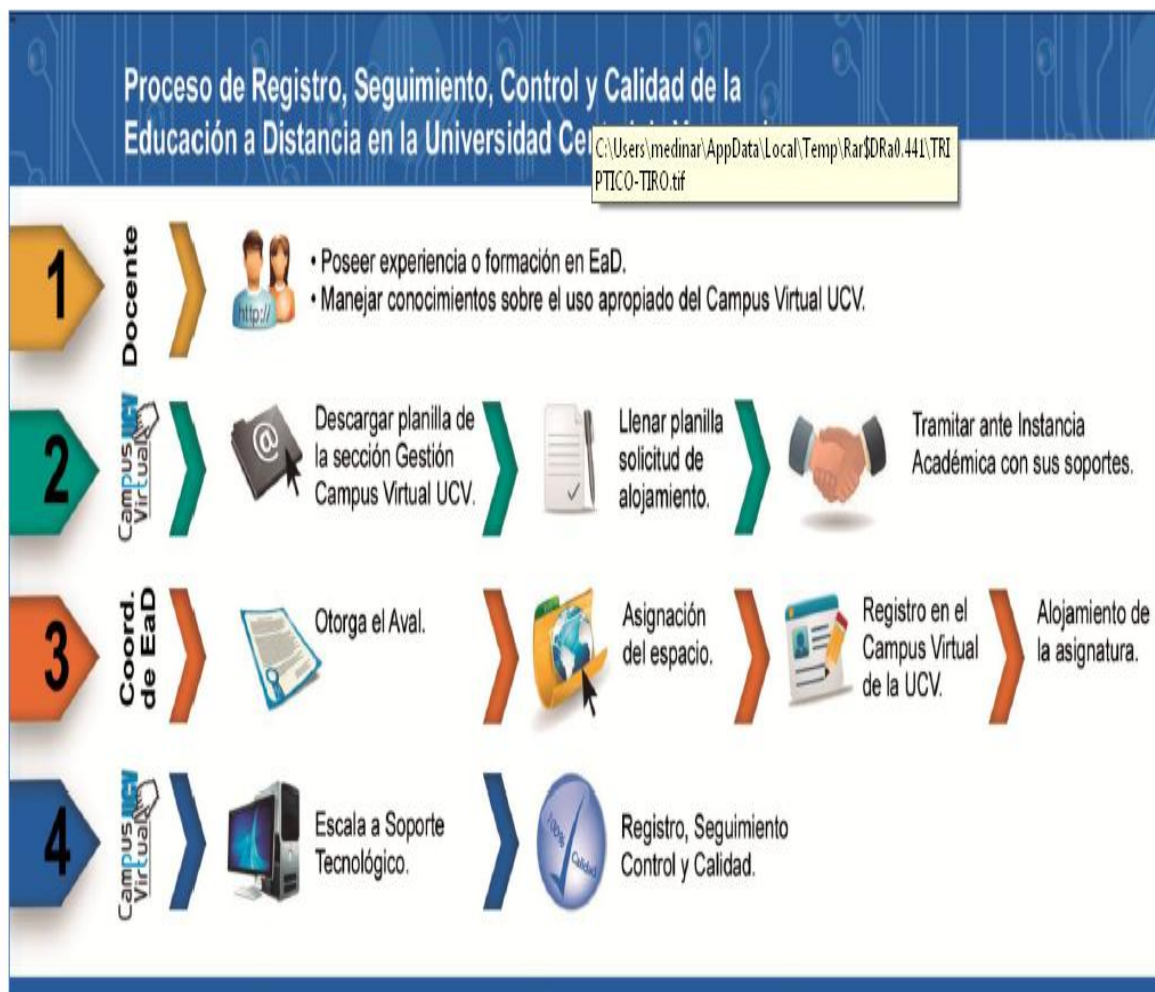 Proceso de Registro, Seguimiento, Control y Calidad de la
Educación a Distancia en la Universidad
C:\Users\medinar\AppData\Local\Temp\Rar$DRa0.441\TRI
PTICO-TIRO.tif
1
Docente
http://
• Poseer experiencia o formación en EaD.
• Manejar conocimientos sobre el uso apropiado del Campus Virtual UCV.
2
Campus UCV
Virtual
@
Descargar planilla de
la sección Gestión
Campus Virtual UCV.
Llenar planilla
solicitud de
alojamiento.
Tramitar ante Instancia
Académica con sus soportes.
3
Coord.
de EaD
Otorga el Aval.
Asignación
del espacio.
Registro en el
Campus Virtual
de la UCV.
Alojamiento de
la asignatura.
4
Campus UCV
Virtual
Escala a Soporte
Tecnológico.
100%
Calidad
Registro, Seguimiento
Control y Calidad.